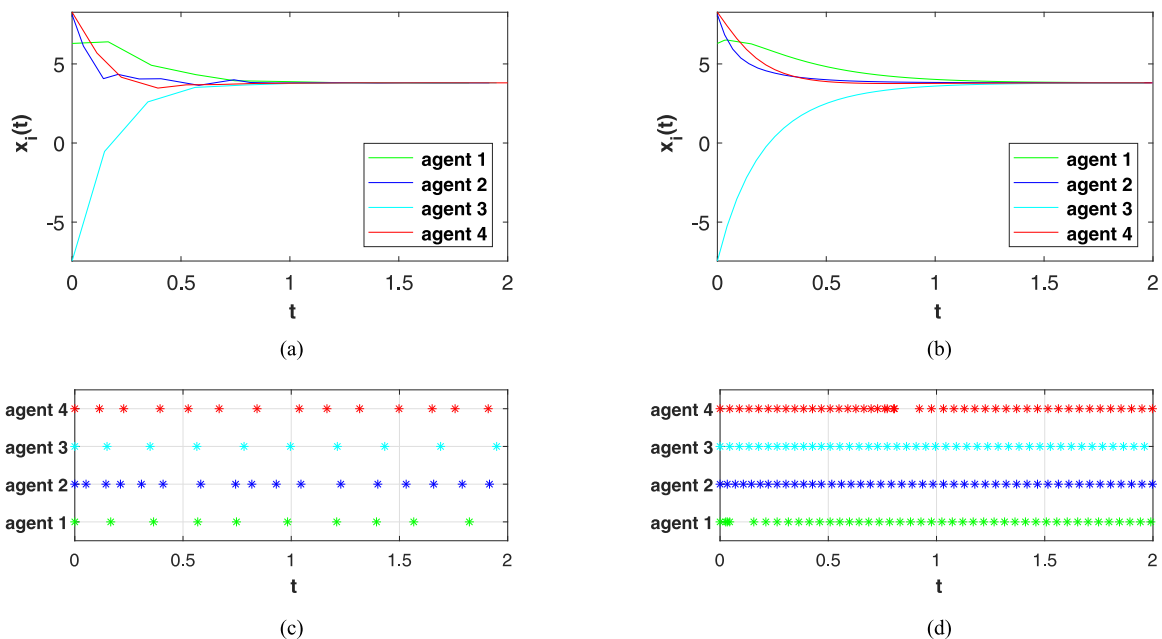 5
0
-5
x_i(t)
agent 1
agent 2
agent 3
agent 4
0 0.5 1 1.5 2
t
(a)
5
0
-5
x_i(t)
agent 1
agent 2
agent 3
agent 4
0 0.5 1 1.5 2
t
(b)
agent 4
agent 3
agent 2
agent 1
0 0.5 1 1.5 2
t
(c)
agent 4
agent 3
agent 2
agent 1
0 0.5 1 1.5 2
t
(d)